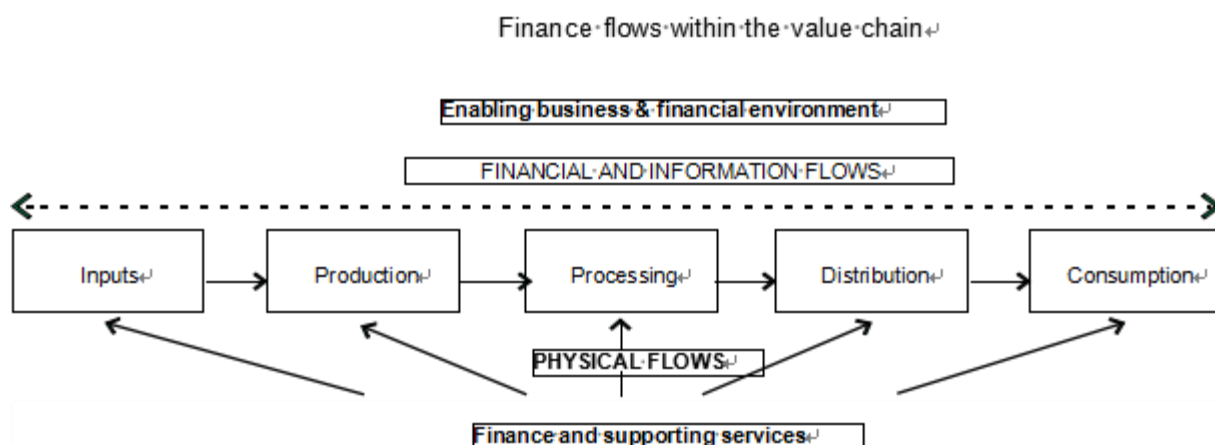 Finance flows within the value chain
Enabling business & financial environment
FINANCIAL AND INFORMATION FLOWS
Inputs
Production
Processing
Distribution
Consumption
PHYSICAL FLOWS
Finance and supporting services